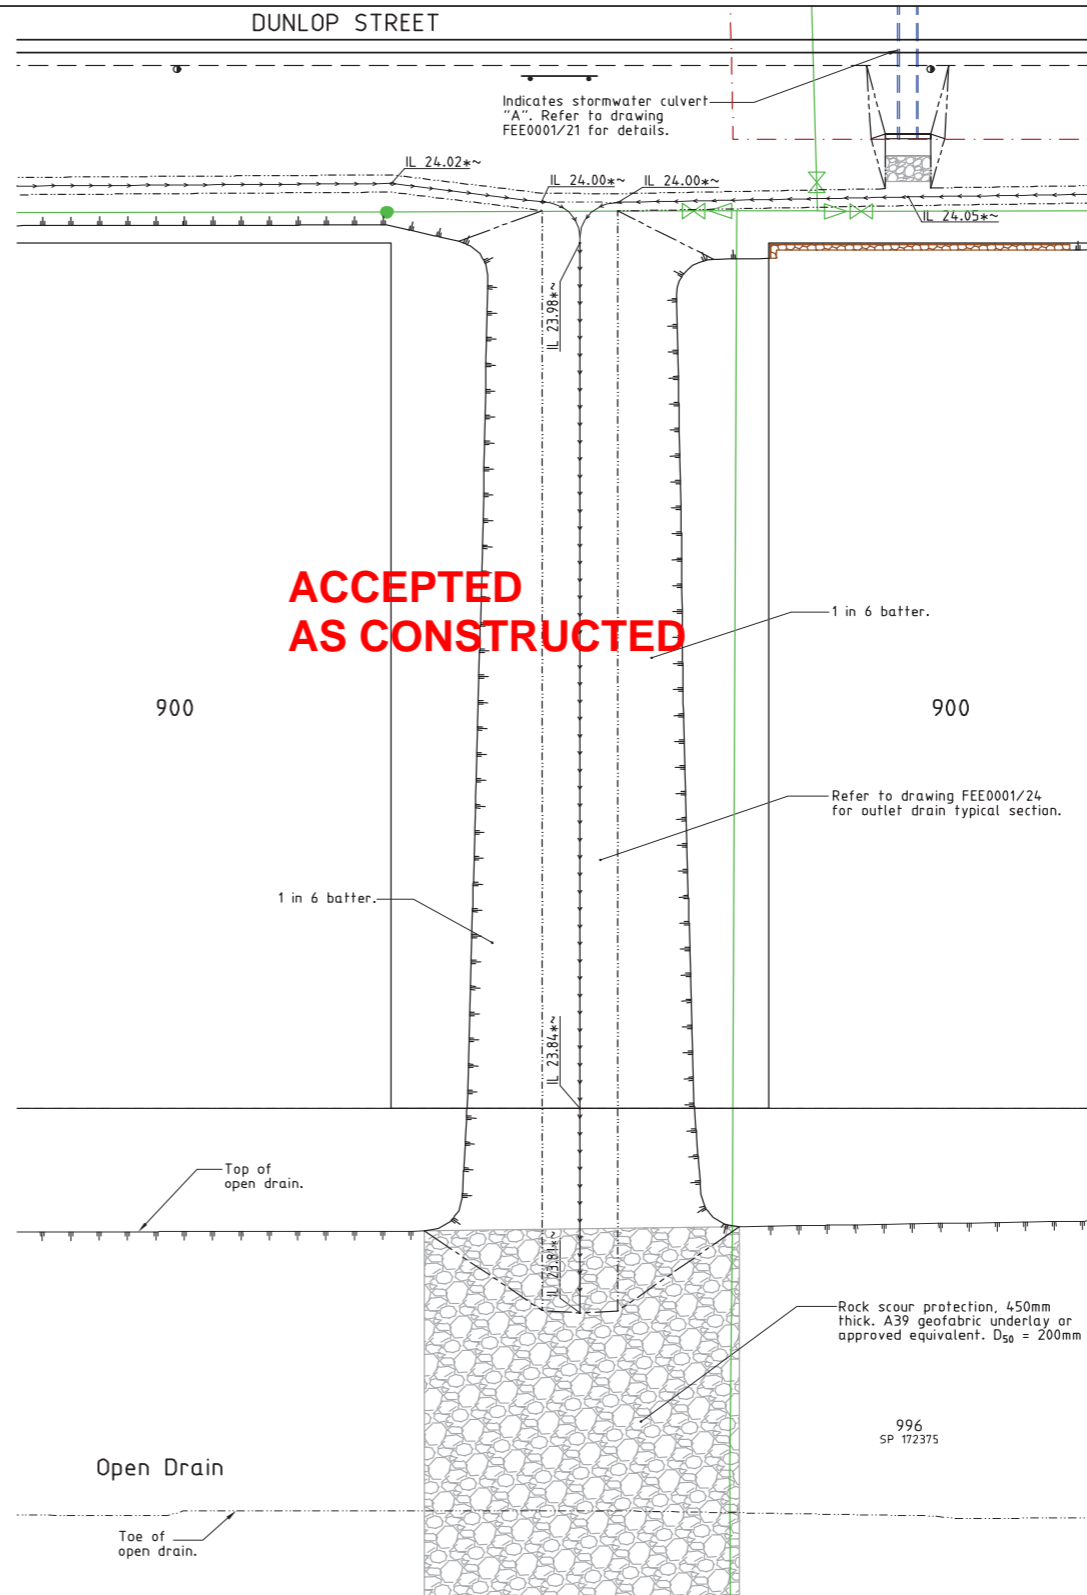 DUNLOP STREET
Indicates stormwater culvert
"A". Refer to drawing
FEE0001/21 for details.
IL 24.02*~
IL 24.00*~
IL 24.00*~
IL 24.05*~
IL 23.98*~
ACCEPTED
AS CONSTRUCTED
1 in 6 batter.
900
900
Refer to drawing FEE0001/24
for outlet drain typical section.
1 in 6 batter.
IL 23.84*~
Top of
open drain.
IL 23.81*~
Rock scour protection, 450mm
thick. A39 geofabric underlay or
approved equivalent. D50 = 200mm
996
SP 172375
Open Drain
Toe of
open drain.